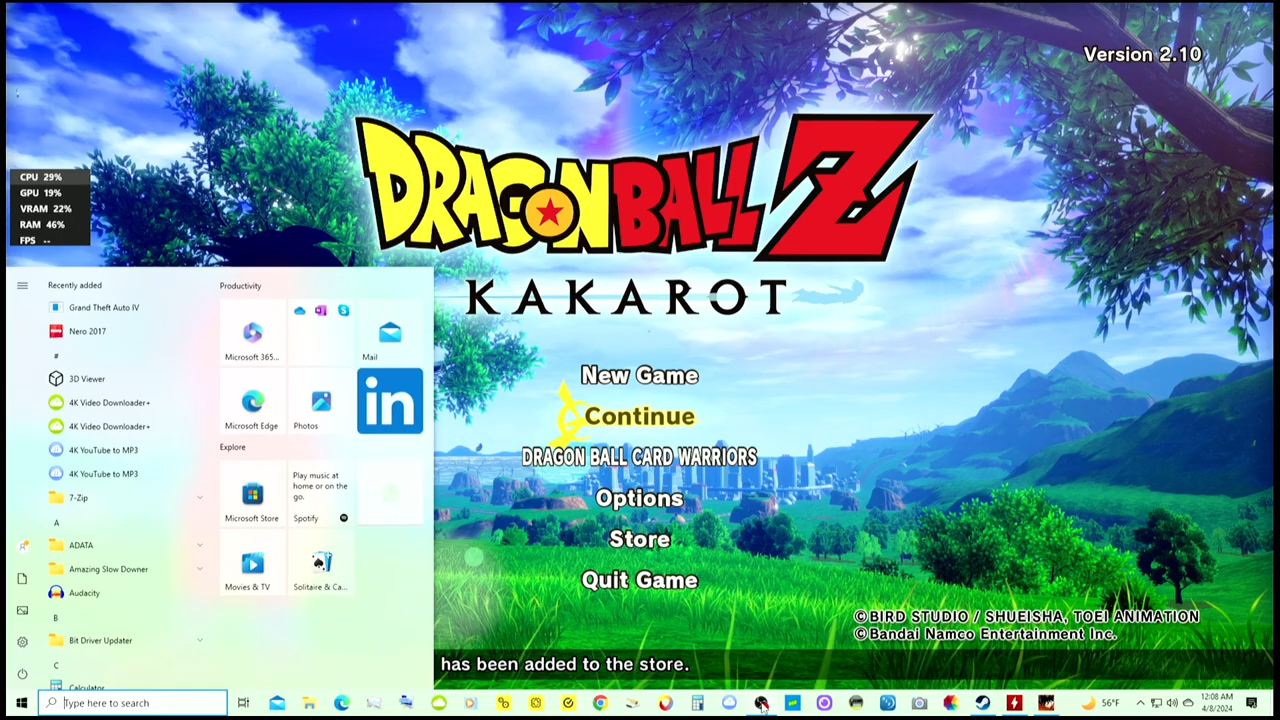 Version 2.10
DRAGON BALL Z
KAKAROT
CPU 29%
GPU 19%
VRAM 22%
RAM 46%
FPS --
New Game
Continue
DRAGON BALL CARD WARRIORS
Options
Store
Quit Game
©BIRD STUDIO / SHUEISHA, TOEI ANIMATION
©Bandai Namco Entertainment Inc.
has been added to the store.
Recently added
Grand Theft Auto IV
Nero 2017
#
3D Viewer
4K Video Downloader+
4K Video Downloader+
4K YouTube to MP3
4K YouTube to MP3
7-Zip
A
ADATA
Amazing Slow Downer
Audacity
B
Bit Driver Updater
C
Calculator
Productivity
Microsoft 365...
Mail
Microsoft Edge
Photos
in
Explore
Microsoft Store
Play music at
home or on the
go.
Spotify
Movies & TV
Solitaire & Ca...
Type here to search
56°F
12:08 AM
4/8/2024